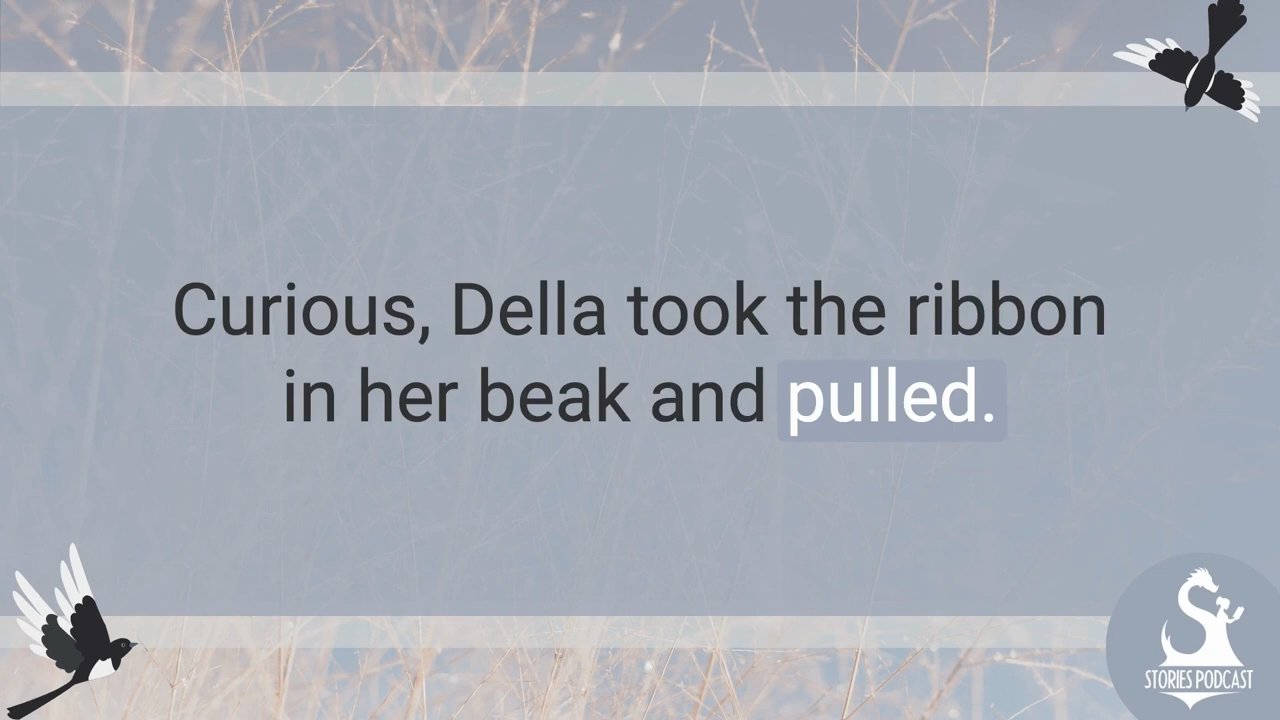 Curious, Della took the ribbon
in her beak and pulled.
STORIES PODCAST